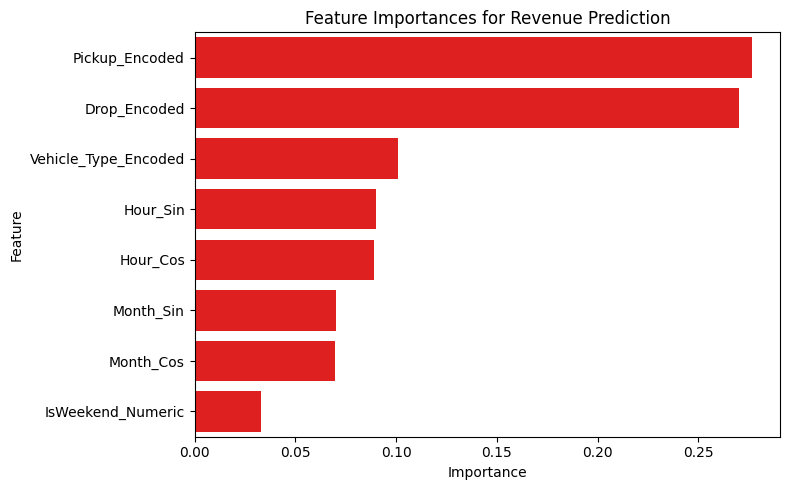 Feature Importances for Revenue Prediction
Pickup_Encoded
Drop_Encoded
Vehicle_Type_Encoded
Hour_Sin
Hour_Cos
Month_Sin
Month_Cos
IsWeekend_Numeric
Feature
0.00 0.05 0.10 0.15 0.20 0.25
Importance